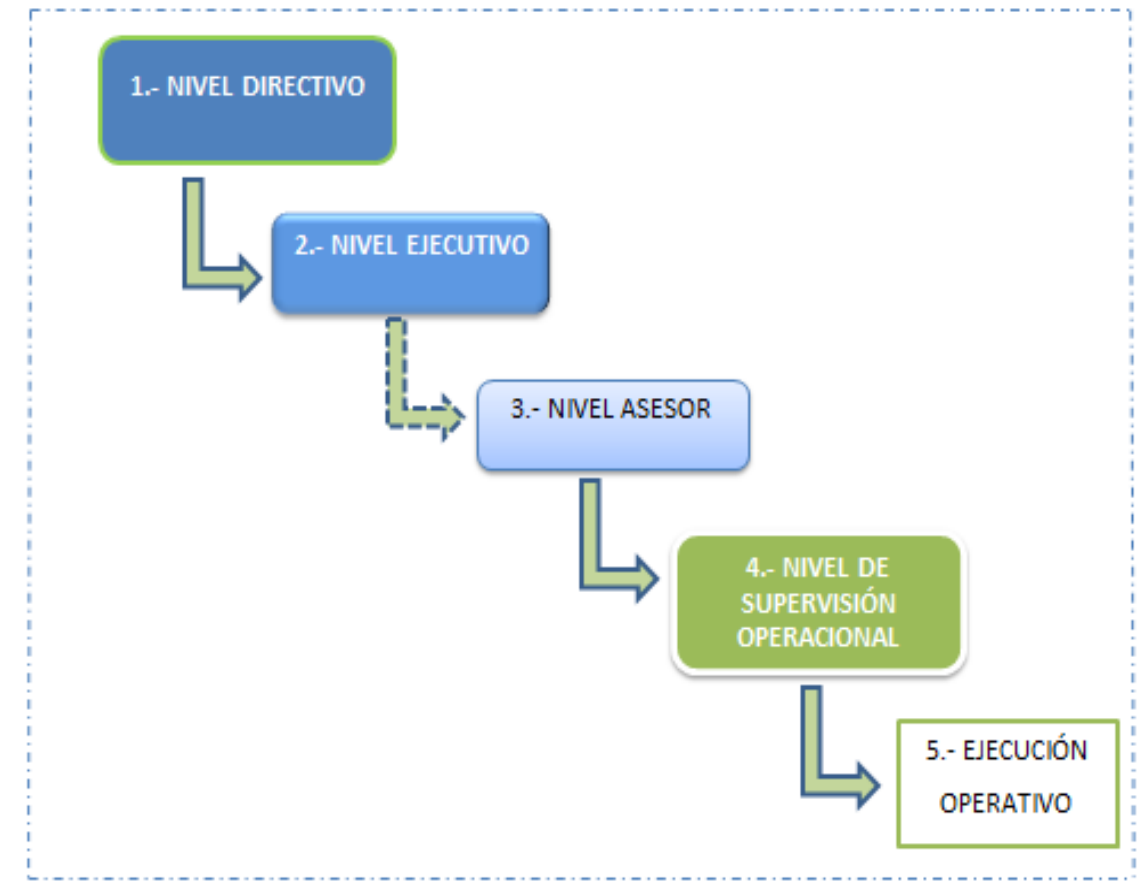 1.- NIVEL DIRECTIVO
2.- NIVEL EJECUTIVO
3.- NIVEL ASESOR
4.- NIVEL DE
SUPERVISIÓN
OPERACIONAL
5.- EJECUCIÓN
OPERATIVO